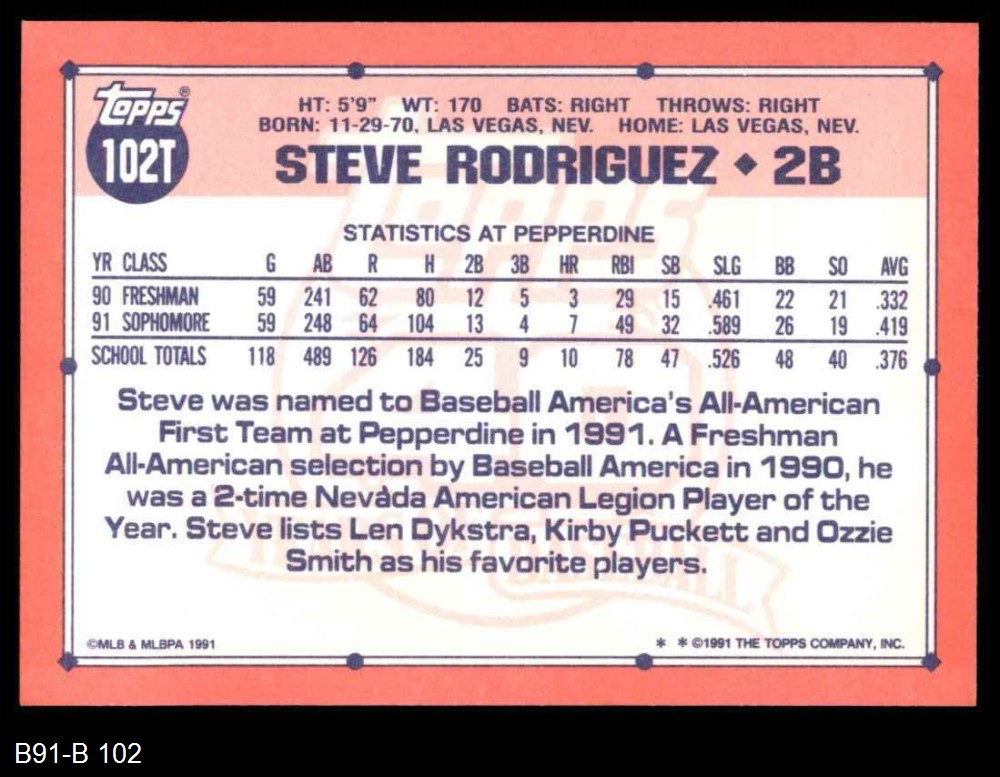 topps®
102T
HT: 5'9" WT: 170 BATS: RIGHT THROWS: RIGHT
BORN: 11-29-70, LAS VEGAS, NEV. HOME: LAS VEGAS, NEV.
STEVE RODRIGUEZ ◆ 2B
STATISTICS AT PEPPERDINE
YR CLASS G AB R H 2B 3B HR RBI SB SLG BB SO AVG
90 FRESHMAN 59 241 62 80 12 5 3 29 15 .461 22 21 .332
91 SOPHOMORE 59 248 64 104 13 4 7 49 32 .589 26 19 .419
SCHOOL TOTALS 118 489 126 184 25 9 10 78 47 .526 48 40 .376
Steve was named to Baseball America's All-American
First Team at Pepperdine in 1991. A Freshman
All-American selection by Baseball America in 1990, he
was a 2-time Nevada American Legion Player of the
Year. Steve lists Len Dykstra, Kirby Puckett and Ozzie
Smith as his favorite players.
©MLB & MLBPA 1991 * * ©1991 THE TOPPS COMPANY, INC.
B91-B 102